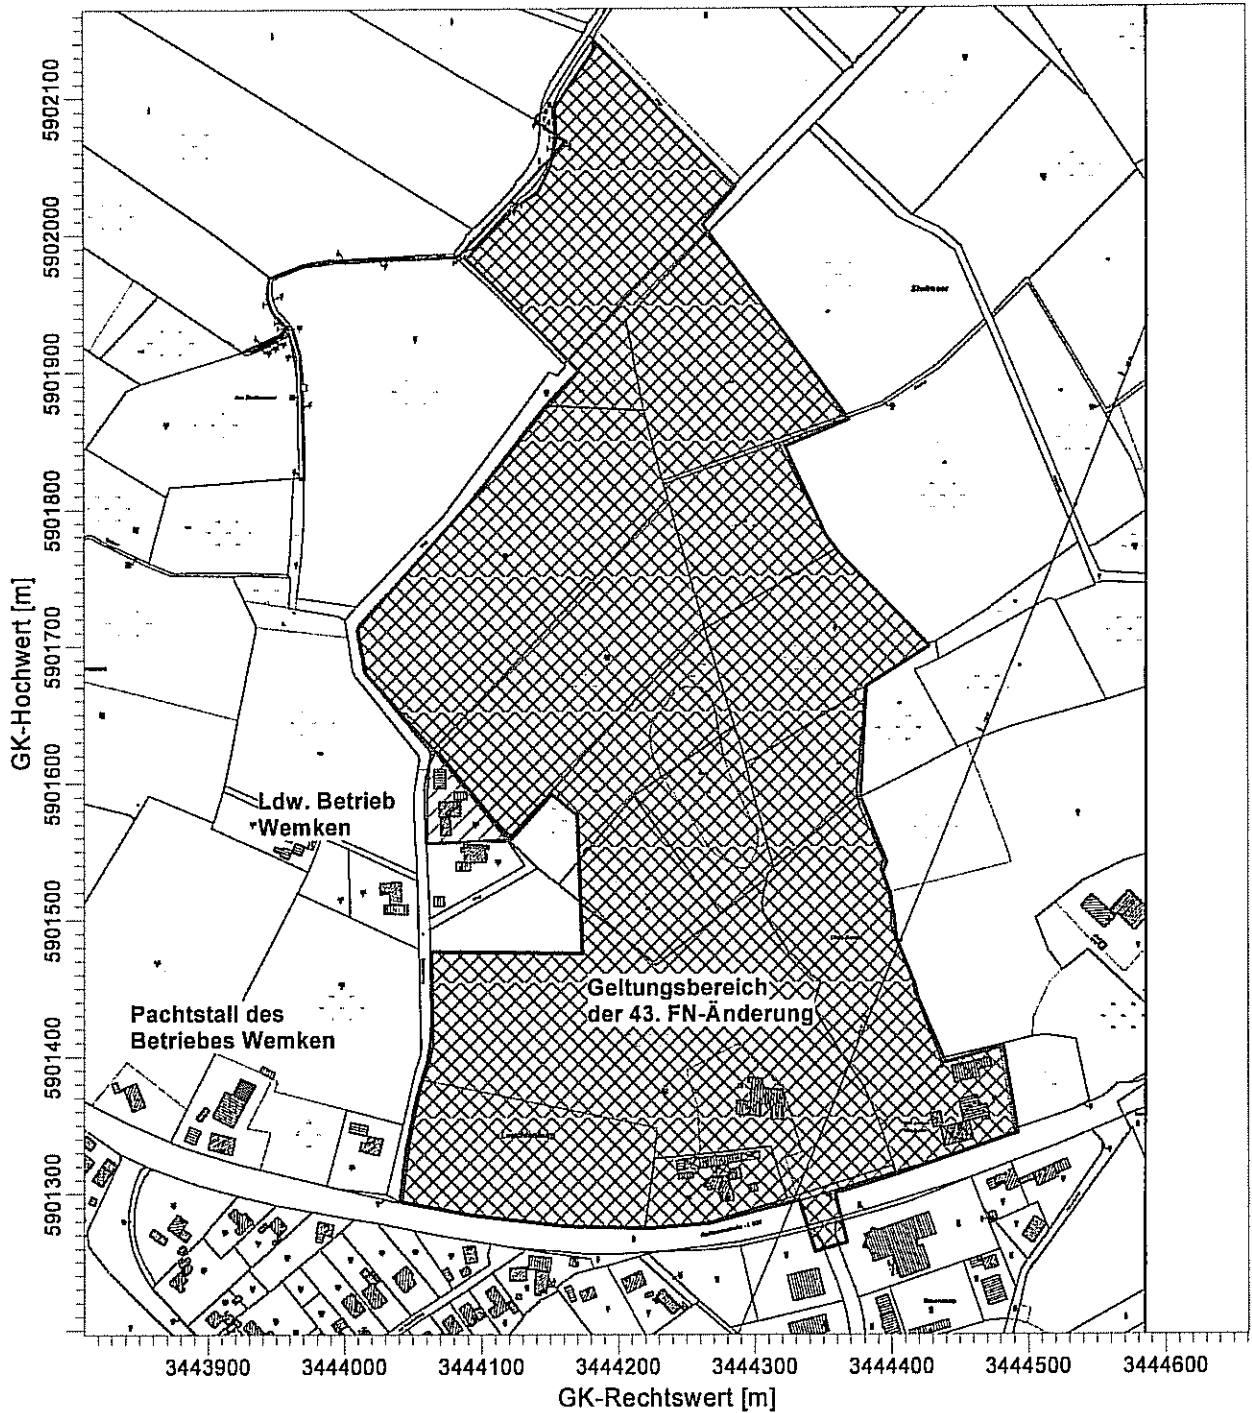 5902100
5902000
5901900
5901800
5901700
5901600
5901500
5901400
5901300
GK-Hochwert [m]
Ldw. Betrieb
Wemken
Pachtstall des
Betriebes Wemken
Geltungsbereich
der 43. FN-Änderung
3443900
3444000
3444100
3444200
3444300
3444400
3444500
3444600
GK-Rechtswert [m]